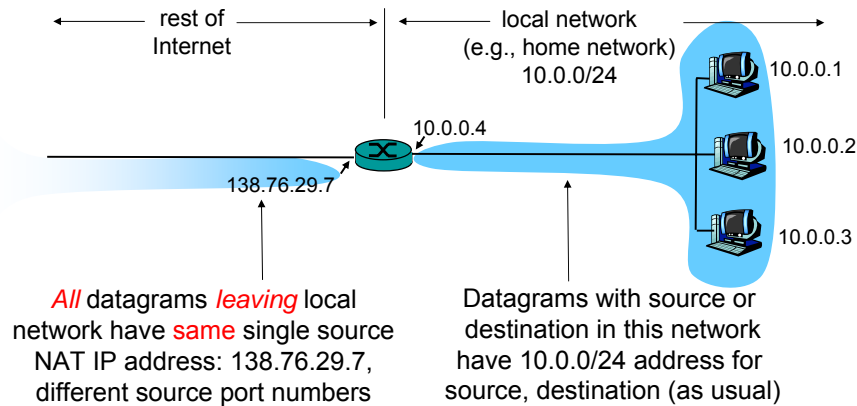 rest of
Internet
local network
(e.g., home network)
10.0.0/24
10.0.0.1
10.0.0.4
10.0.0.2
138.76.29.7
10.0.0.3
All datagrams leaving local
network have same single source
NAT IP address: 138.76.29.7,
different source port numbers
Datagrams with source or
destination in this network
have 10.0.0/24 address for
source, destination (as usual)